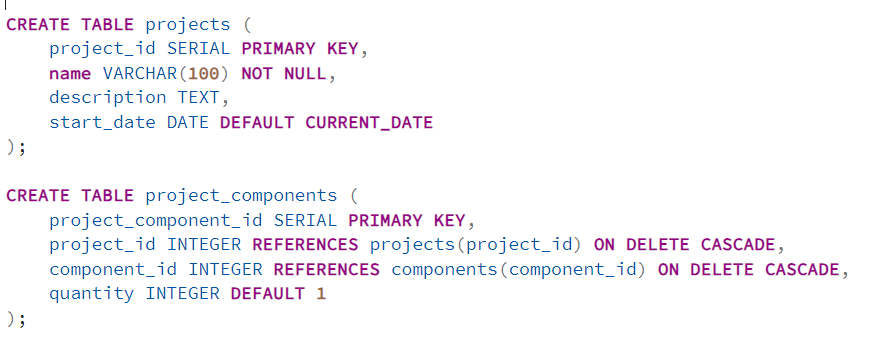 CREATE TABLE projects (
    project_id SERIAL PRIMARY KEY,
    name VARCHAR(100) NOT NULL,
    description TEXT,
    start_date DATE DEFAULT CURRENT_DATE
);

CREATE TABLE project_components (
    project_component_id SERIAL PRIMARY KEY,
    project_id INTEGER REFERENCES projects(project_id) ON DELETE CASCADE,
    component_id INTEGER REFERENCES components(component_id) ON DELETE CASCADE,
    quantity INTEGER DEFAULT 1
);